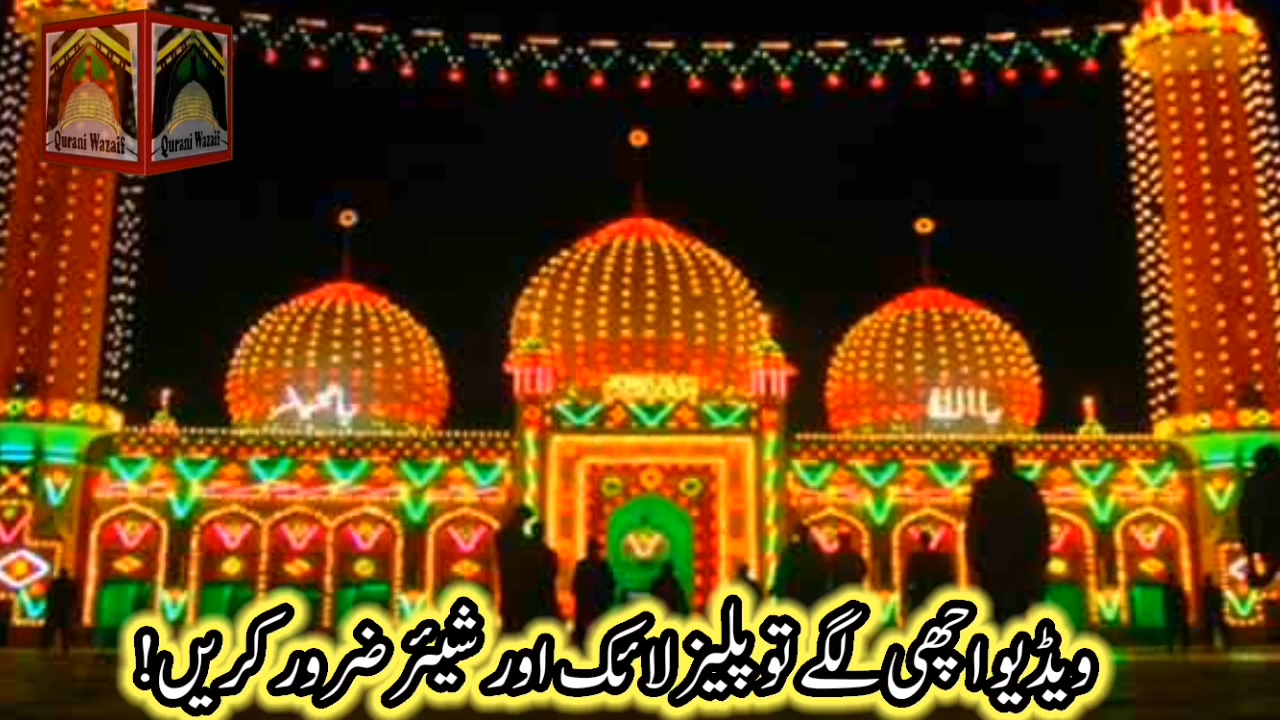 Qurani Wazaif Qurani Wazaif
یا محمد یا اللہ
ویڈیو اچھی لگے تو پلیز لائک اور شیئر ضرور کریں!